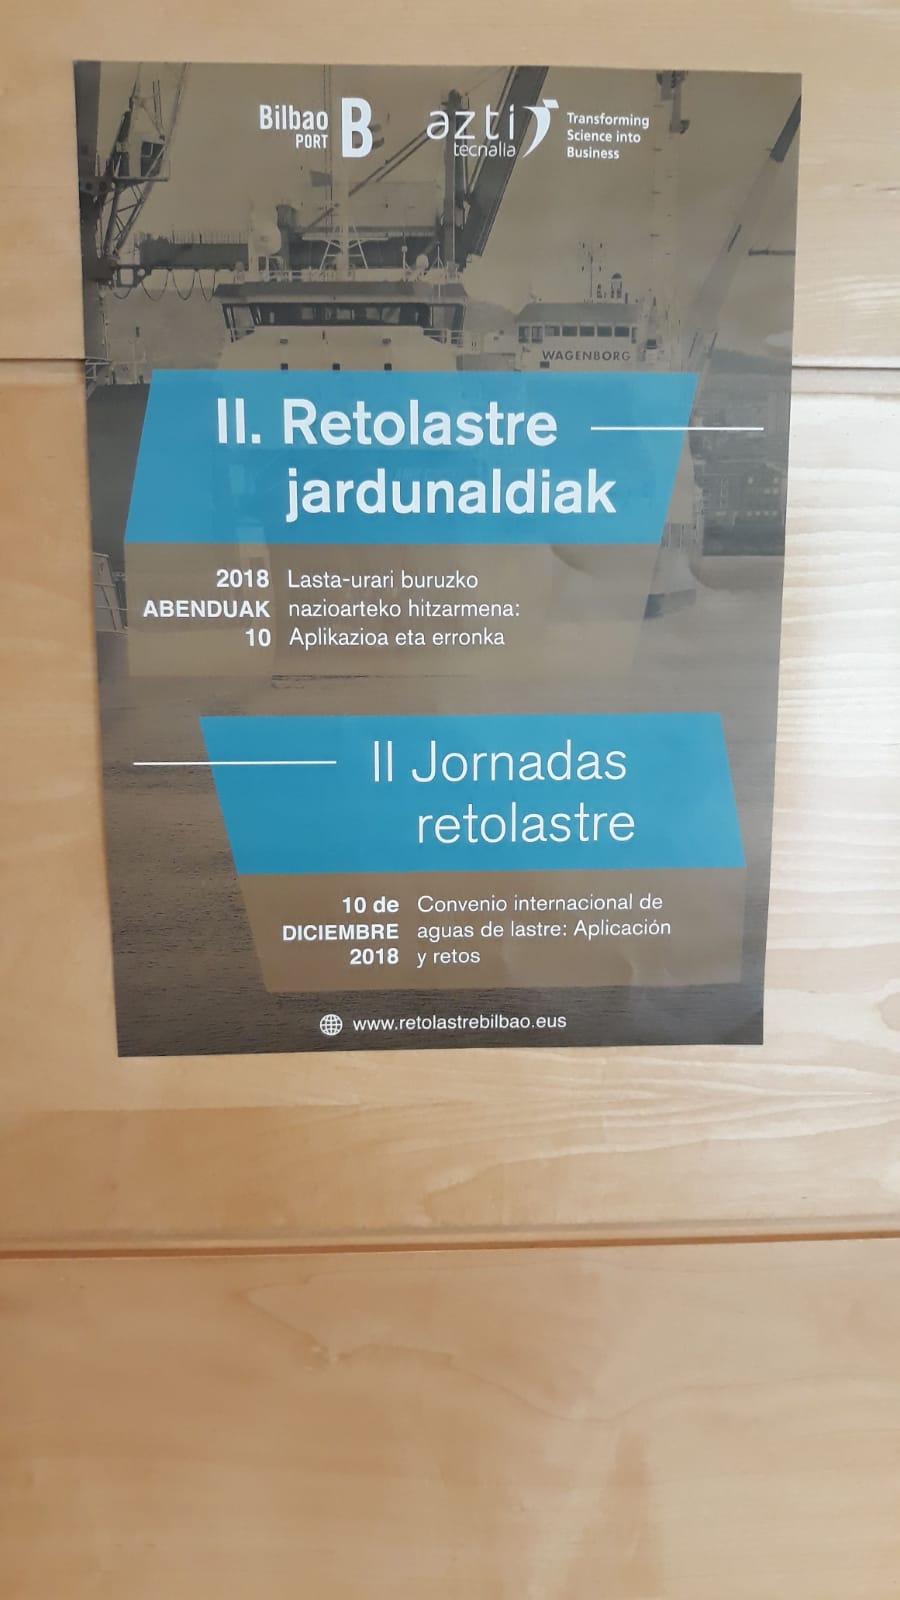 Bilbao
PORT
B
azti
tecnalia
Transforming
Science into
Business
WAGENBORG
II. Retolastre
jardunaldiak
2018
ABENDUAK
10
Lasta-urari buruzko
nazioarteko hitzarmena:
Aplikazioa eta erronka
II Jornadas
retolastre
10 de
DICIEMBRE
2018
Convenio internacional de
aguas de lastre: Aplicación
y retos
www.retolastrebilbao.eus